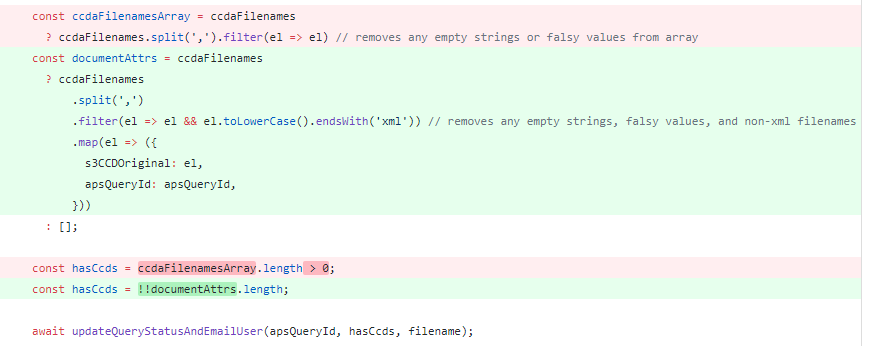 const ccdaFilenamesArray = ccdaFilenames
? ccdaFilenames.split(',').filter(el => el) // removes any empty strings or falsy values from array
const documentAttrs = ccdaFilenames
? ccdaFilenames
.split(',')
.filter(el => el && el.toLowerCase().endsWith('xml')) // removes any empty strings, falsy values, and non-xml filenames
.map(el => ({
s3CCDOriginal: el,
apsQueryId: apsQueryId,
}))
: [];
const hasCcds = ccdaFilenamesArray.length > 0;
const hasCcds = !!documentAttrs.length;
await updateQueryStatusAndEmailUser(apsQueryId, hasCcds, filename);